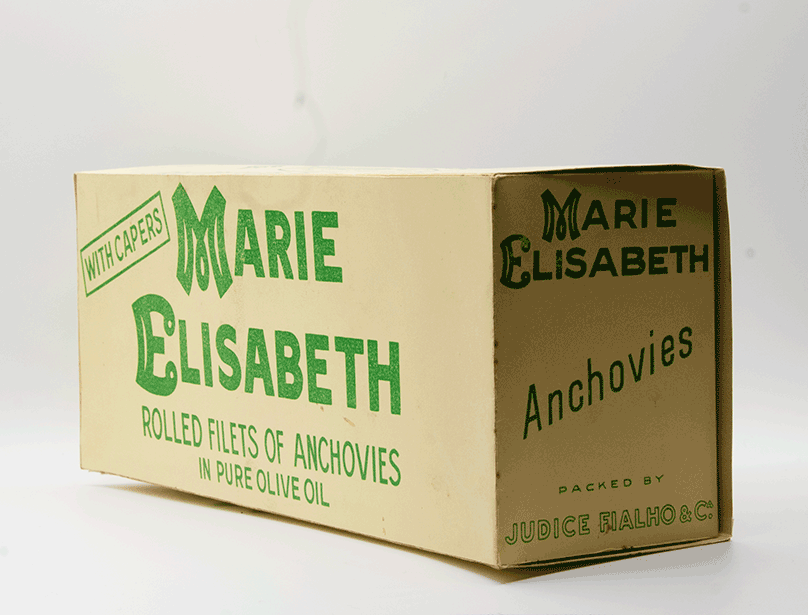 WITH CAPERS
MARIE
ELISABETH
ROLLED FILETS OF ANCHOVIES
IN PURE OLIVE OIL
MARIE
ELISABETH
Anchovies
PACKED BY
JUDICE FIALHO & Cª